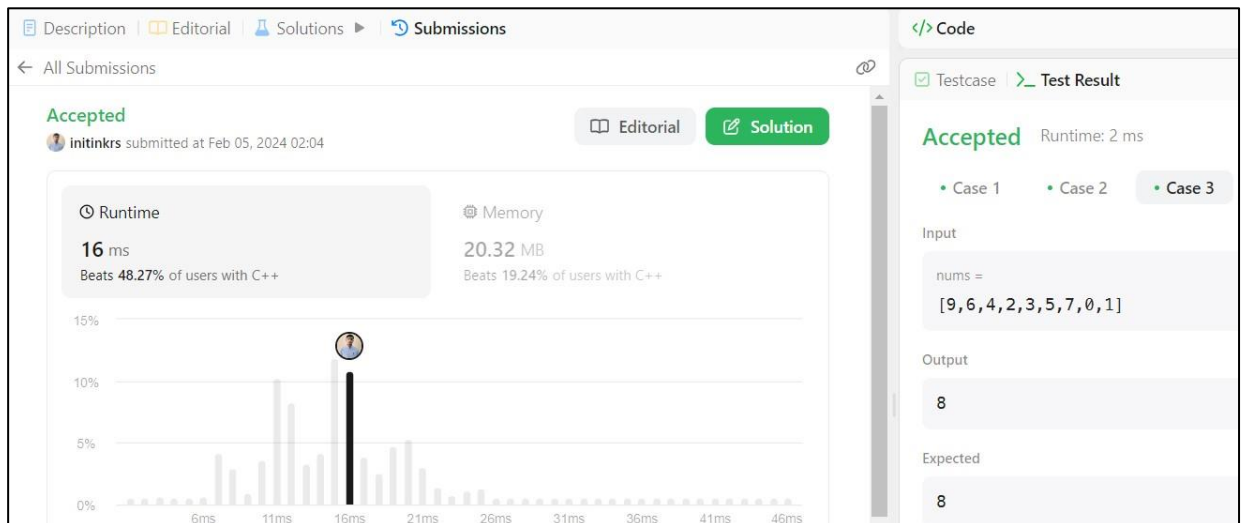 Description | Editorial | Solutions | Submissions
All Submissions
Accepted
initinkrs submitted at Feb 05, 2024 02:04
Editorial
Solution
Runtime
16 ms
Beats 48.27% of users with C++
Memory
20.32 MB
Beats 19.24% of users with C++
15%
10%
5%
0%
6ms 11ms 16ms 21ms 26ms 31ms 36ms 41ms 46ms
</> Code
Testcase | >_ Test Result
Accepted Runtime: 2 ms
• Case 1 • Case 2 • Case 3
Input
nums =
[9,6,4,2,3,5,7,0,1]
Output
8
Expected
8